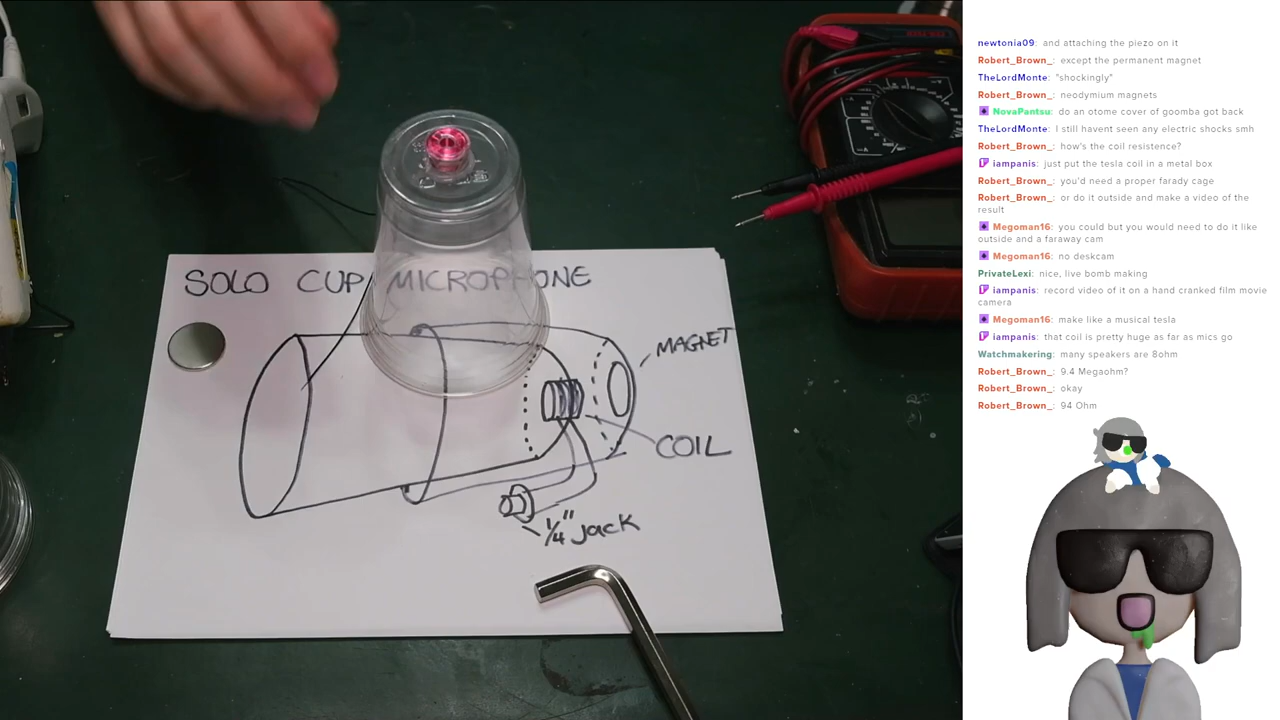 SOLO CUP MICROPHONE
MAGNET
COIL
1/4" Jack
newtonia09: and attaching the piezo on it
Robert_Brown_: except the permanent magnet
TheLordMonte: "shockingly"
Robert_Brown_: neodymium magnets
NovaPantsu: do an otome cover of goomba got back
TheLordMonte: I still havent seen any electric shocks smh
Robert_Brown_: how's the coil resistence?
iampanis: just put the tesla coil in a metal box
Robert_Brown_: you'd need a proper farady cage
Robert_Brown_: or do it outside and make a video of the
result
Megoman16: you could but you would need to do it like
outside and a faraway cam
Megoman16: no deskcam
PrivateLexi: nice, live bomb making
iampanis: record video of it on a hand cranked film movie
camera
Megoman16: make like a musical tesla
iampanis: that coil is pretty huge as far as mics go
Watchmakering: many speakers are 8ohm
Robert_Brown_: 9.4 Megaohm?
Robert_Brown_: okay
Robert_Brown_: 94 Ohm